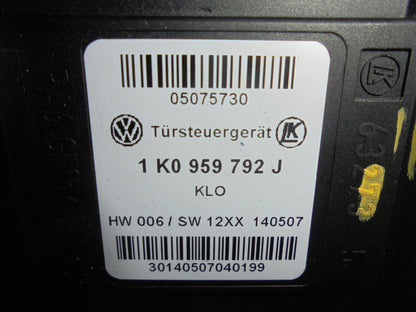 05075730
Türsteuergerät
1 K0 959 792 J
KLO
HW 006 / SW 12XX 140507
30140507040199